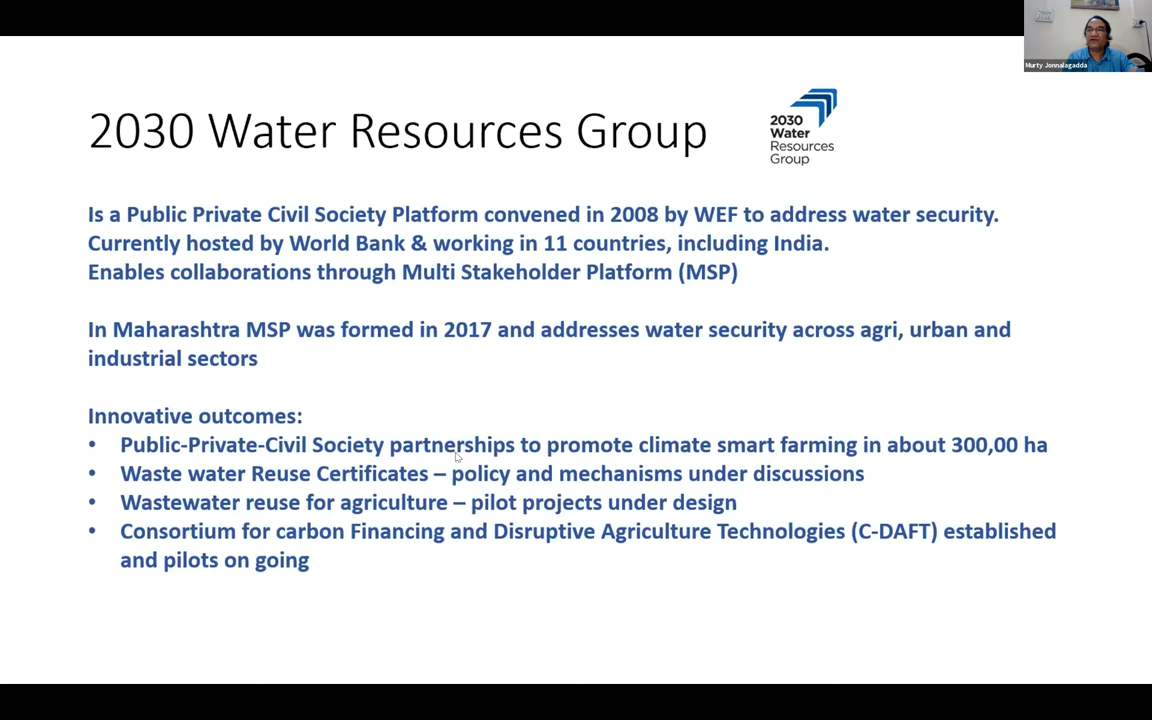 Murty Jonnalagadda
2030 Water Resources Group
2030
Water
Resources
Group
Is a Public Private Civil Society Platform convened in 2008 by WEF to address water security.
Currently hosted by World Bank & working in 11 countries, including India.
Enables collaborations through Multi Stakeholder Platform (MSP)
In Maharashtra MSP was formed in 2017 and addresses water security across agri, urban and
industrial sectors
Innovative outcomes:
• Public-Private-Civil Society partnerships to promote climate smart farming in about 300,00 ha
• Waste water Reuse Certificates – policy and mechanisms under discussions
• Wastewater reuse for agriculture – pilot projects under design
• Consortium for carbon Financing and Disruptive Agriculture Technologies (C-DAFT) established
and pilots on going